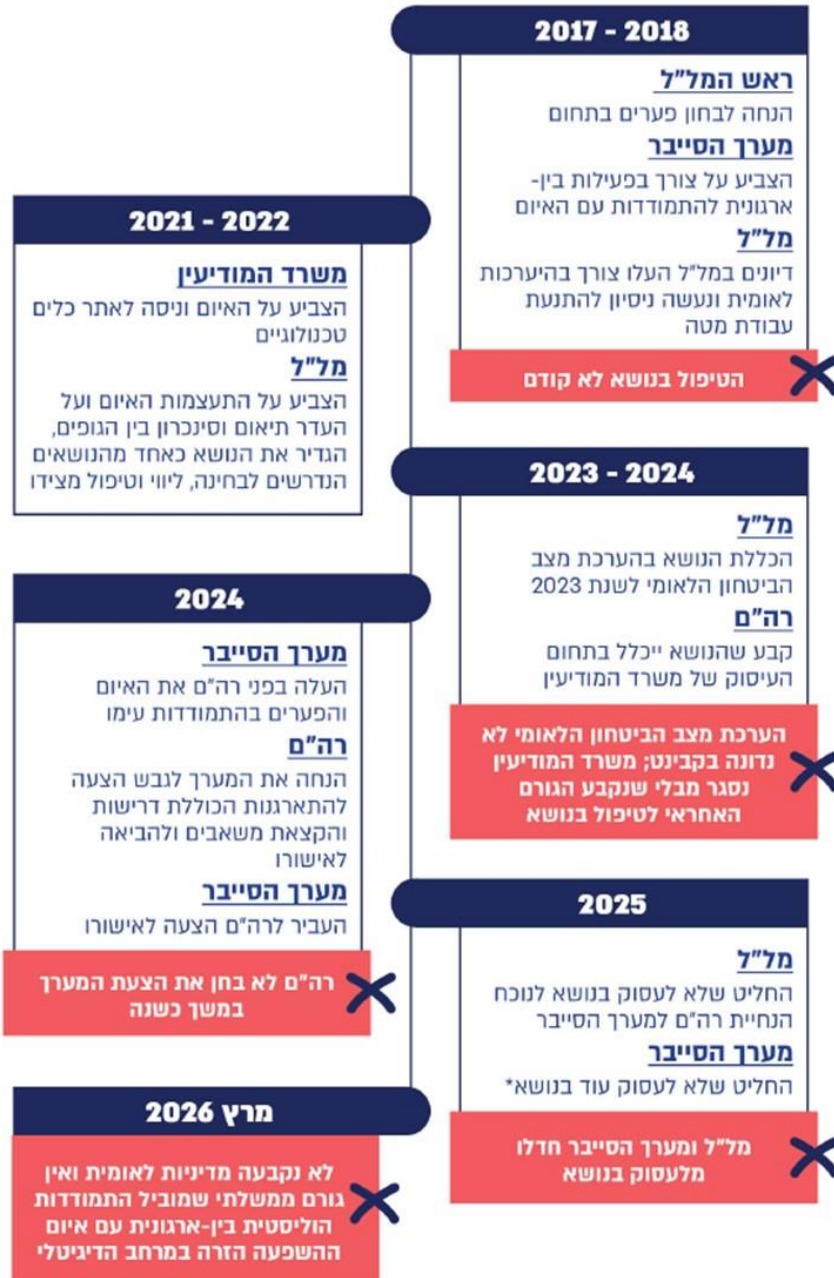 2017 - 2018
ראש המל"ל
הנחה לבחון פערים בתחום
מערך הסייבר
הצביע על צורך בפעילות בין-
ארגונית להתמודדות עם האיום
מל"ל
דיונים במל"ל העלו צורך בהיערכות
לאומית ונעשה ניסיון להתנעת
עבודת מטה
הטיפול בנושא לא קודם
2021 - 2022
משרד המודיעין
הצביע על האיום וניסה לאתר כלים
טכנולוגיים
מל"ל
הצביע על התעצמות האיום ועל
העדר תיאום וסינכרון בין הגופים,
הגדיר את הנושא כאחד מהנושאים
הנדרשים לבחינה, ליווי וטיפול מצידו
2023 - 2024
מל"ל
הכללת הנושא בהערכת מצב
הביטחון הלאומי לשנת 2023
רה"ם
קבע שהנושא ייכלל בתחום
העיסוק של משרד המודיעין
הערכת מצב הביטחון הלאומי לא
נדונה בקבינט; משרד המודיעין
נסגר מבלי שנקבע הגורם
האחראי לטיפול בנושא
2024
מערך הסייבר
העלה בפני רה"ם את האיום
והפערים בהתמודדות עימו
רה"ם
הנחה את המערך לגבש הצעה
להתארגנות הכוללת דרישות
והקצאת משאבים ולהביאה
לאישורו
מערך הסייבר
העביר לרה"ם הצעה לאישורו
רה"ם לא בחן את הצעת המערך
במשך כשנה
2025
מל"ל
החליט שלא לעסוק בנושא לנוכח
הנחיית רה"ם למערך הסייבר
מערך הסייבר
החליט שלא לעסוק עוד בנושא*
מל"ל ומערך הסייבר חדלו
מלעסוק בנושא
מרץ 2026
לא נקבעה מדיניות לאומית ואין
גורם ממשלתי שמוביל התמודדות
הוליסטית בין-ארגונית עם איום
ההשפעה הזרה במרחב הדיגיטלי